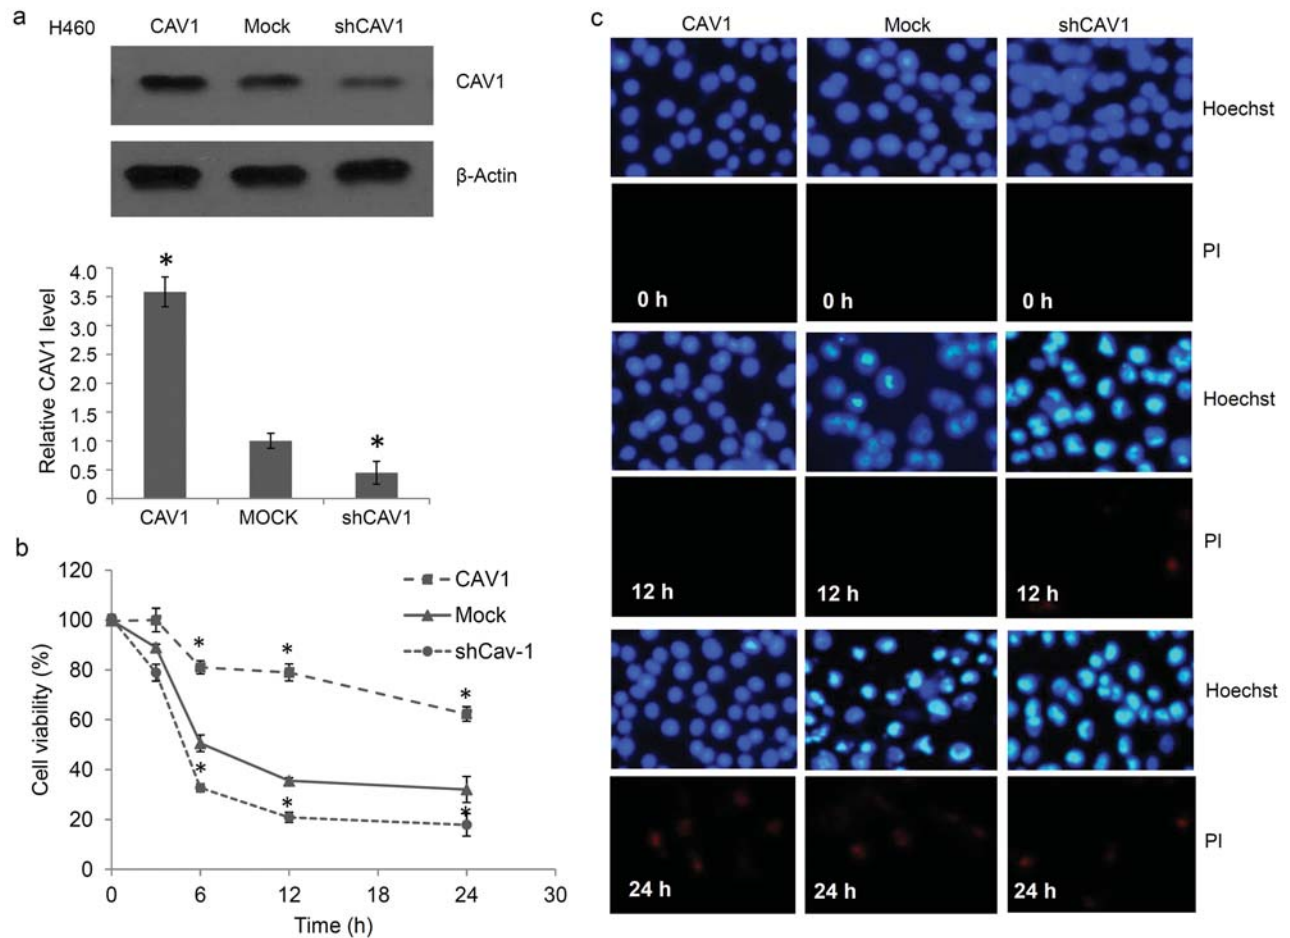 a
H460 CAV1 Mock shCAV1
CAV1
β-Actin
Relative CAV1 level
4.0
3.5
3.0
2.5
2.0
1.0
0.5
0
*
*
CAV1 MOCK shCAV1
b
Cell viability (%)
120
100
80
60
40
20
0
CAV1
Mock
shCav-1
* * *
* * *
0 6 12 18 24 30
Time (h)
c
CAV1 Mock shCAV1
Hoechst
PI
0 h 0 h 0 h
Hoechst
PI
12 h 12 h 12 h
Hoechst
PI
24 h 24 h 24 h